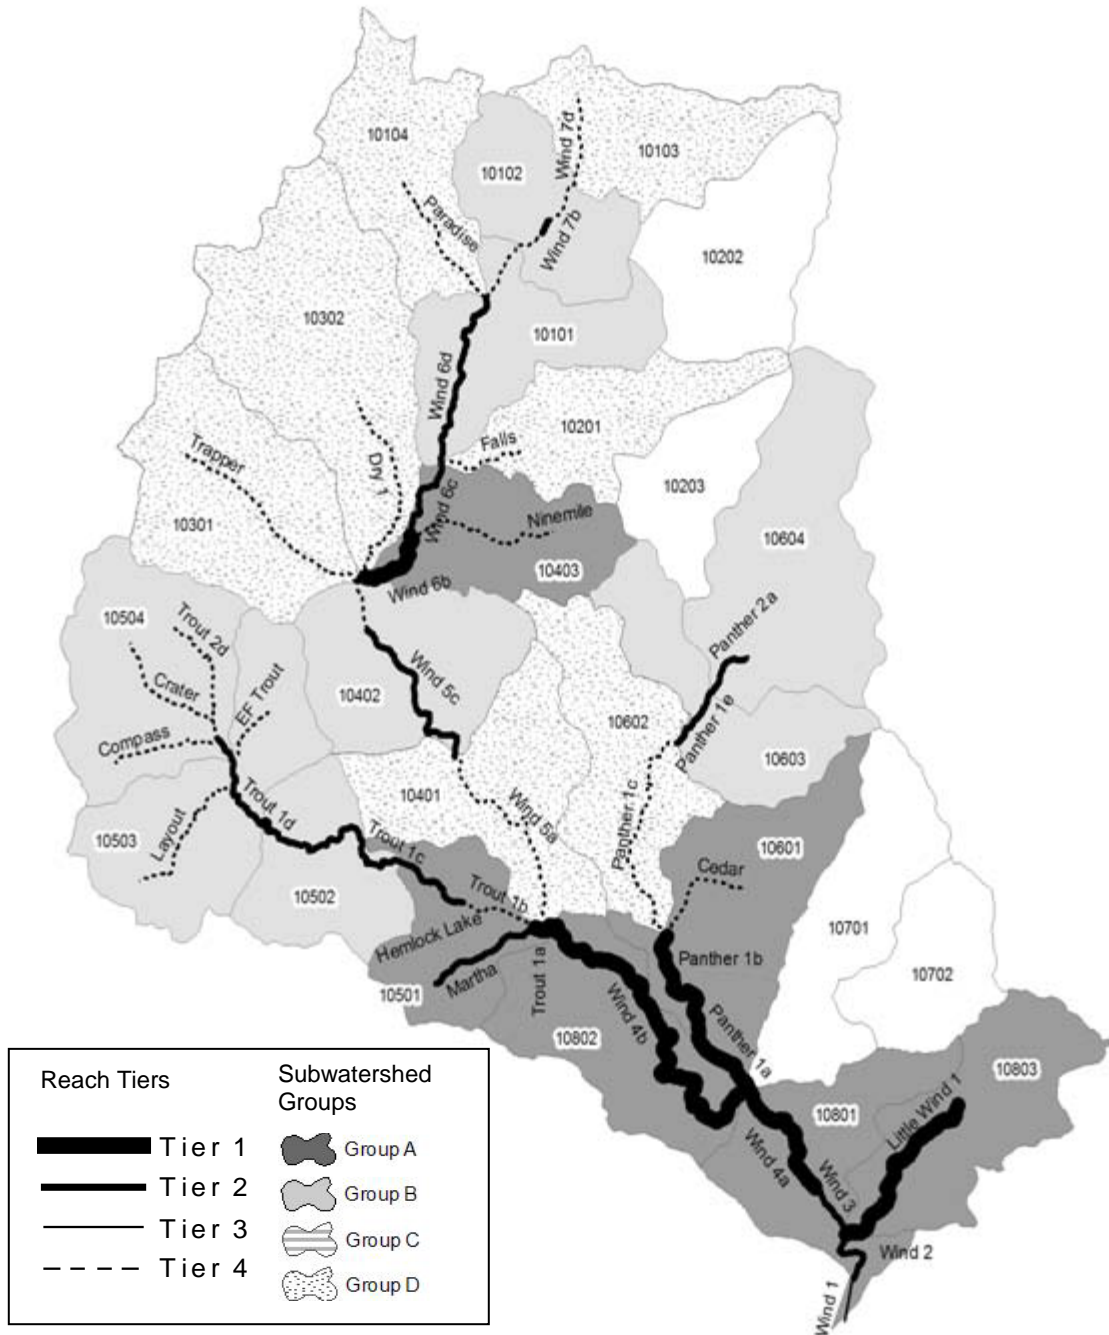 Wind 7d
10104
10103
10102
Paradise
Wind 7b
10202
10302
10101
Wind 6d
10201
Falls
Trapper
Dry 1
10203
Wind 6c
Ninemile
10301
10604
10403
Wind 6b
Panther 2a
10504
Trout 2d
Wind 5c
Crater
EF Trout
10402
Compass
10602
Panther 1e
10603
10401
Trout 1d
Wind 5a
Panther 1c
10503
Layout
Trout 1c
10601
Cedar
10502
Trout 1b
Hemlock Lake
10701
Panther 1b
10702
Martha
10501
Trout 1a
Wind 4b
10802
Panther 1a
10803
10801
Little Wind 1
Wind 4a
Wind 3
Wind 2
Wind 1
Reach Tiers
Tier 1
Tier 2
Tier 3
Tier 4
Subwatershed
Groups
Group A
Group B
Group C
Group D